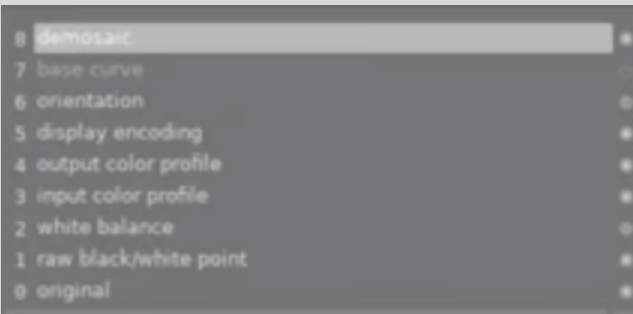 8 demosaic
7 base curve
6 orientation
5 display encoding
4 output color profile
3 input color profile
2 white balance
1 raw black/white point
0 original